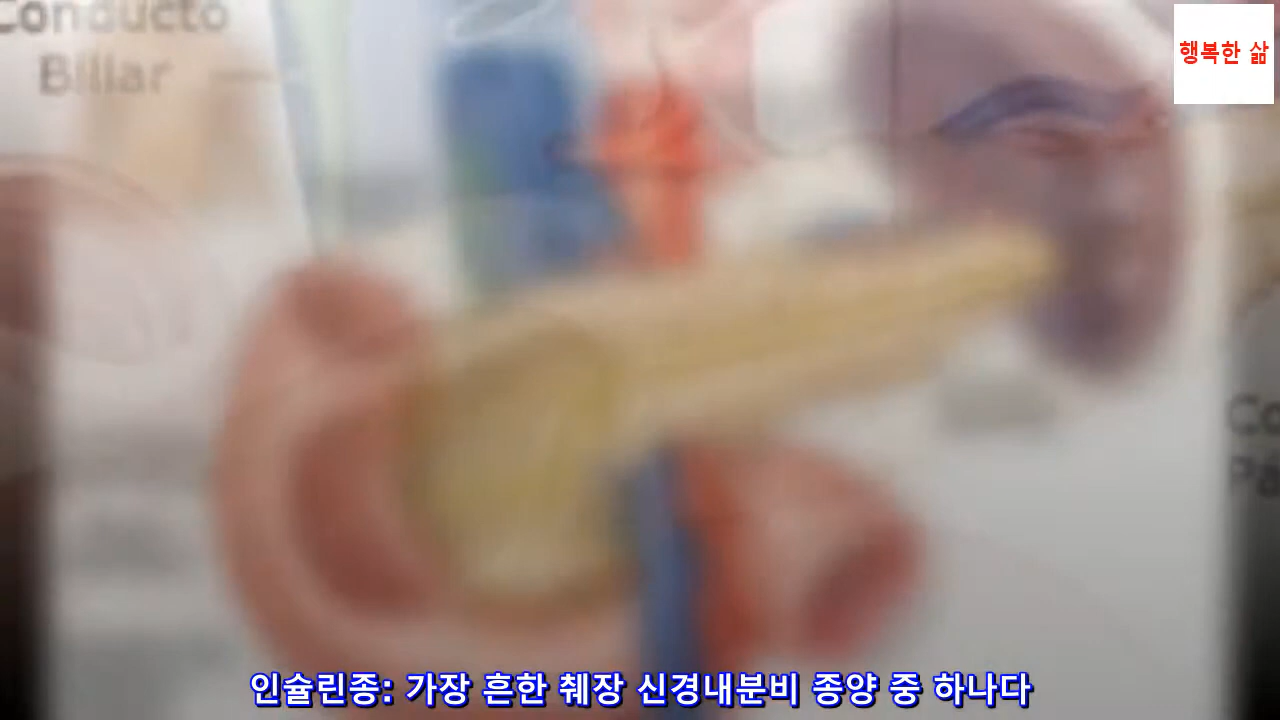 Conducto
Biliar
행복한 삶
Co
인슐린종: 가장 흔한 췌장 신경내분비 종양 중 하나다